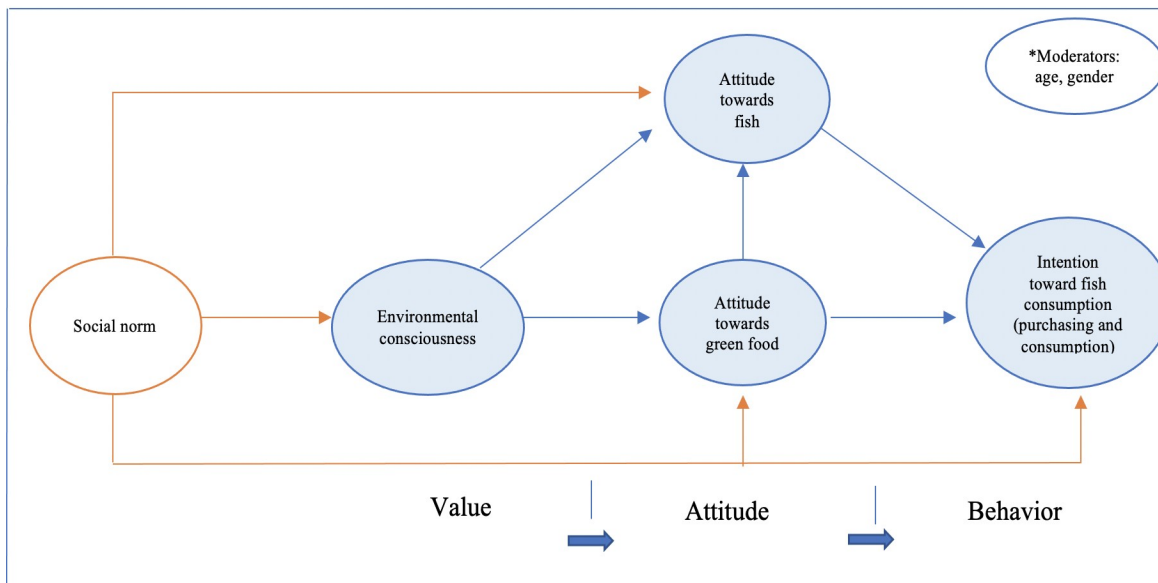 *Moderators:
age, gender
Attitude
towards
fish
Social norm
Environmental
consciousness
Attitude
towards
green food
Intention
toward fish
consumption
(purchasing and
consumption)
Value
Attitude
Behavior